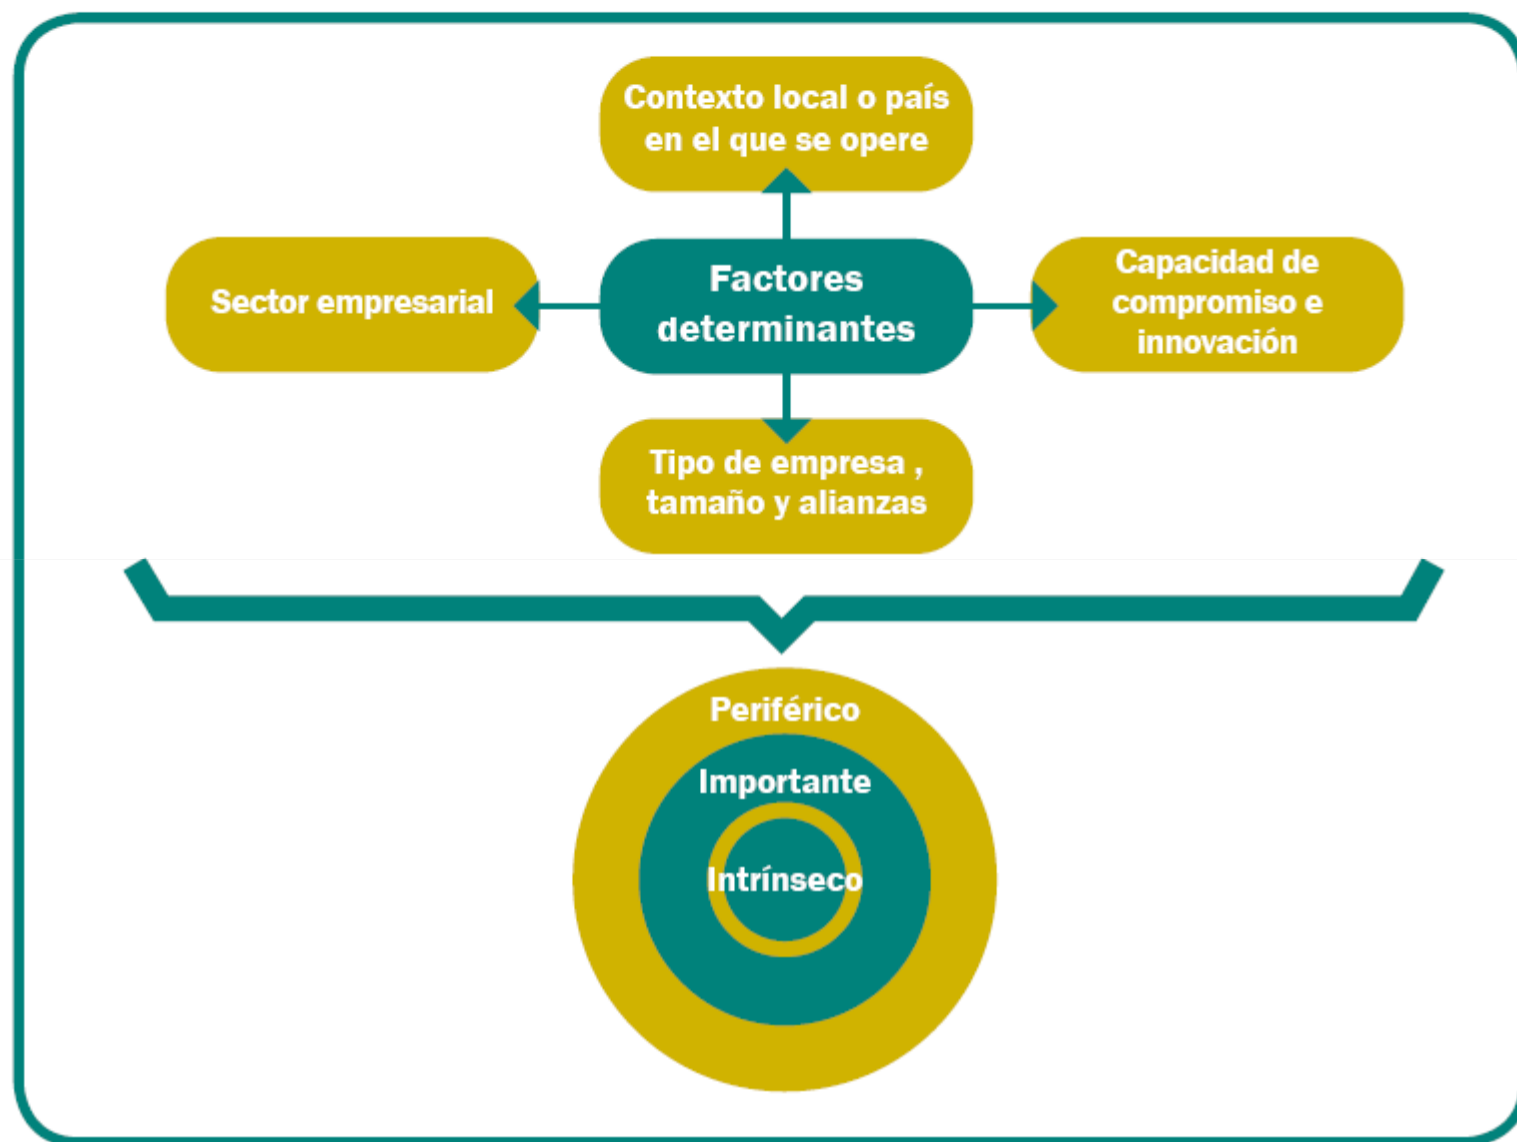 Contexto local o país
en el que se opere
Sector empresarial
Factores
determinantes
Capacidad de
compromiso e
innovación
Tipo de empresa ,
tamaño y alianzas
Periférico
Importante
Intrínseco